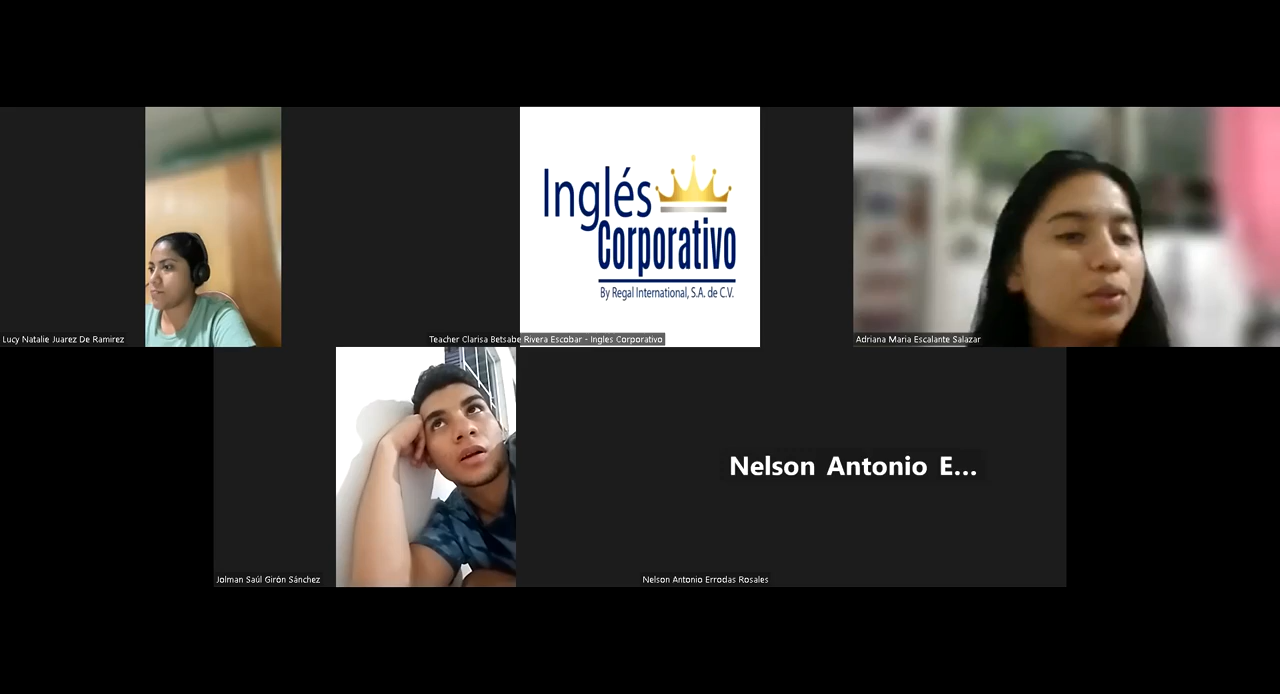 Inglés
Corporativo
By Regal International, S.A. de C.V.
Lucy Natalie Juarez De Ramirez
Teacher Clarisa Betsabe Rivera Escobar - Ingles Corporativo
Adriana Maria Escalante Salazar
Nelson Antonio E...
Jolman Saúl Girón Sánchez
Nelson Antonio Errodas Rosales